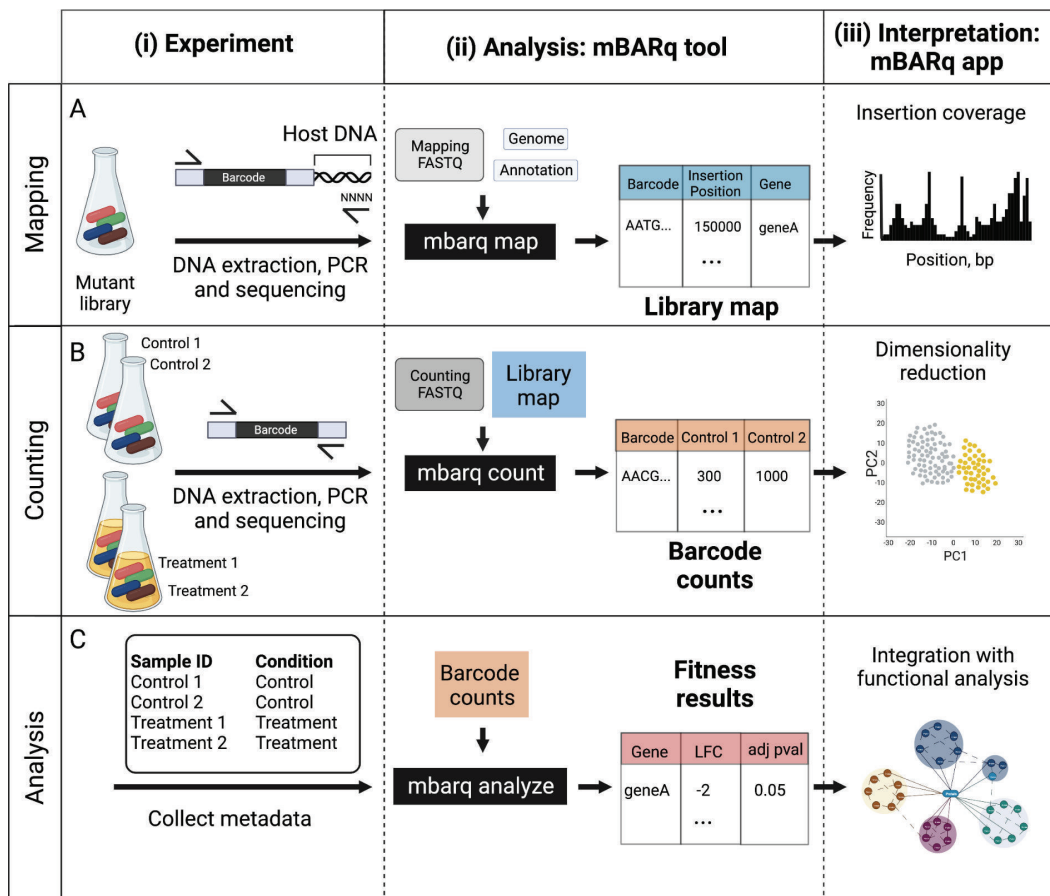 (i) Experiment
(ii) Analysis: mBARq tool
(iii) Interpretation:
mBARq app
Mapping
A
Host DNA
Barcode
NNNN
Mutant
library
DNA extraction, PCR
and sequencing
Mapping
FASTQ
Genome
Annotation
mbarq map
Barcode Insertion Position Gene
AATG... 150000 geneA
...
Library map
Insertion coverage
Frequency
Position, bp
Counting
B
Control 1
Control 2
Treatment 1
Treatment 2
Barcode
DNA extraction, PCR
and sequencing
Counting
FASTQ
Library
map
mbarq count
Barcode Control 1 Control 2
AACG... 300 1000
...
Barcode
counts
Dimensionality
reduction
PC2
30
20
10
0
-10
-20
-30
-30 -20 -10 0 10 20 30
PC1
Analysis
C
Sample ID Condition
Control 1 Control
Control 2 Control
Treatment 1 Treatment
Treatment 2 Treatment
Collect metadata
Barcode
counts
mbarq analyze
Fitness
results
Gene LFC adj pval
geneA -2 0.05
...
Integration with
functional analysis